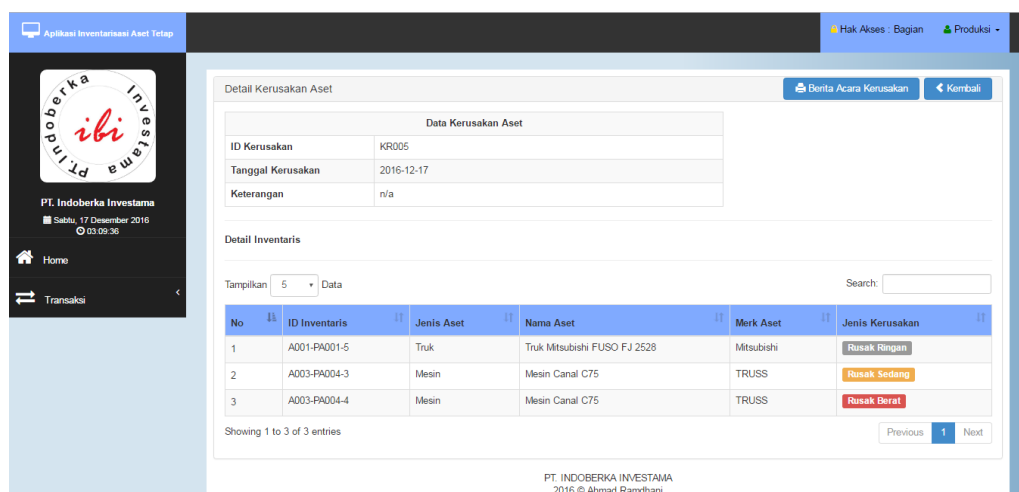 Aplikasi Inventarisasi Aset Tetap
Hak Akses : Bagian Produksi
PT. Indoberka Investama
ibi
PT. Indoberka Investama
Sabtu, 17 Desember 2016
03:09:36
Home
Transaksi
Detail Kerusakan Aset Berita Acara Kerusakan Kembali
Data Kerusakan Aset
ID Kerusakan KR005
Tanggal Kerusakan 2016-12-17
Keterangan n/a
Detail Inventaris
Tampilkan 5 Data Search:
No ID Inventaris Jenis Aset Nama Aset Merk Aset Jenis Kerusakan
1 A001-PA001-5 Truk Truk Mitsubishi FUSO FJ 2528 Mitsubishi Rusak Ringan
2 A003-PA004-3 Mesin Mesin Canal C75 TRUSS Rusak Sedang
3 A003-PA004-4 Mesin Mesin Canal C75 TRUSS Rusak Berat
Showing 1 to 3 of 3 entries Previous 1 Next
PT. INDOBERKA INVESTAMA
2016 © Ahmad Ramdhani